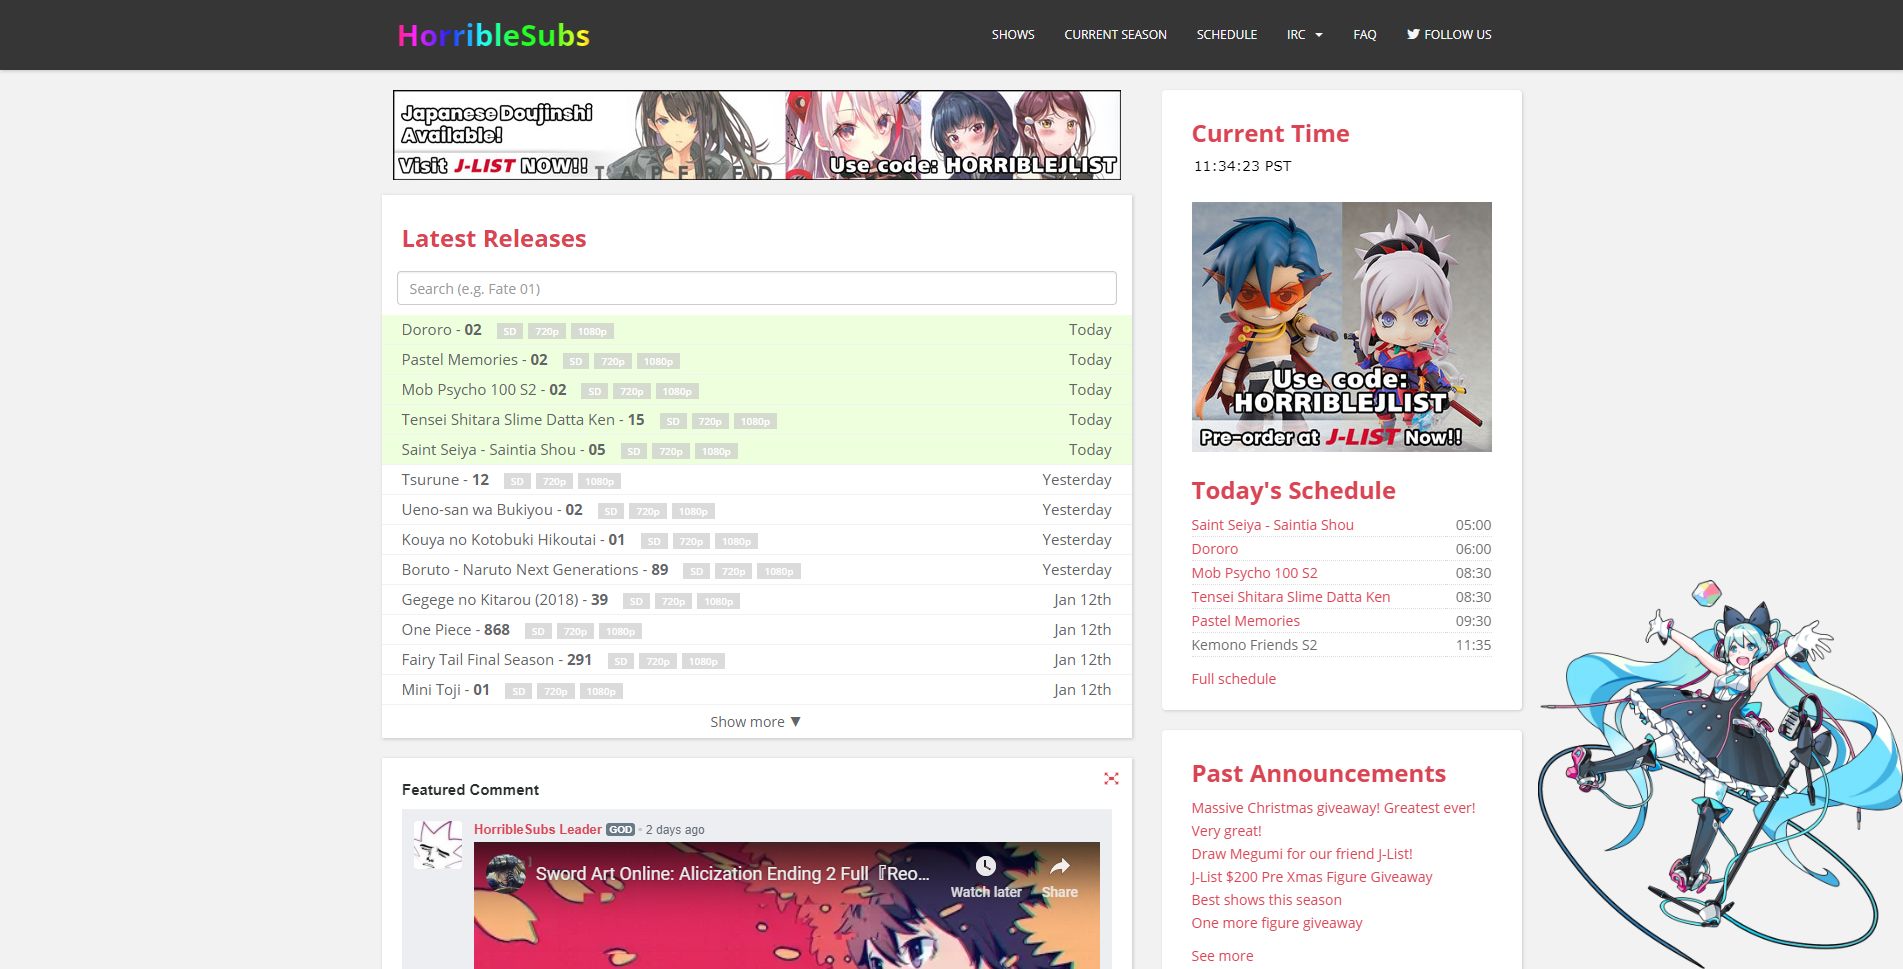 HorribleSubs
SHOWS CURRENT SEASON SCHEDULE IRC FAQ FOLLOW US
Japanese Doujinshi
Available!
Visit J-LIST NOW!!
TAPERED
Use code: HORRIBLEJLIST
Latest Releases
Search (e.g. Fate 01)
Dororo - 02 SD 720p 1080p Today
Pastel Memories - 02 SD 720p 1080p Today
Mob Psycho 100 S2 - 02 SD 720p 1080p Today
Tensei Shitara Slime Datta Ken - 15 SD 720p 1080p Today
Saint Seiya - Saintia Shou - 05 SD 720p 1080p Today
Tsurune - 12 SD 720p 1080p Yesterday
Ueno-san wa Bukiyou - 02 SD 720p 1080p Yesterday
Kouya no Kotobuki Hikoutai - 01 SD 720p 1080p Yesterday
Boruto - Naruto Next Generations - 89 SD 720p 1080p Yesterday
Gegege no Kitarou (2018) - 39 SD 720p 1080p Jan 12th
One Piece - 868 SD 720p 1080p Jan 12th
Fairy Tail Final Season - 291 SD 720p 1080p Jan 12th
Mini Toji - 01 SD 720p 1080p Jan 12th
Show more ▼
Featured Comment
HorribleSubs Leader GOD • 2 days ago
Sword Art Online: Alicization Ending 2 Full『Reo...
Watch later Share
Current Time
11:34:23 PST
Use code:
HORRIBLEJLIST
Pre-order at J-LIST Now!!
Today's Schedule
Saint Seiya - Saintia Shou 05:00
Dororo 06:00
Mob Psycho 100 S2 08:30
Tensei Shitara Slime Datta Ken 08:30
Pastel Memories 09:30
Kemono Friends S2 11:35
Full schedule
Past Announcements
Massive Christmas giveaway! Greatest ever!
Very great!
Draw Megumi for our friend J-List!
J-List $200 Pre Xmas Figure Giveaway
Best shows this season
One more figure giveaway
See more